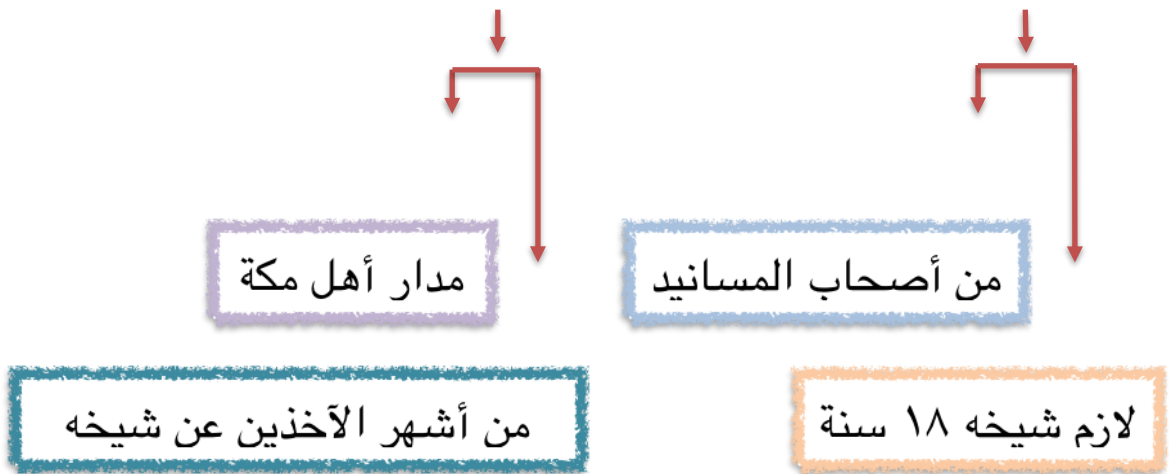 من أصحاب المسانيد
مدار أهل مكة
لازم شيخه ١٨ سنة
من أشهر الآخذين عن شيخه